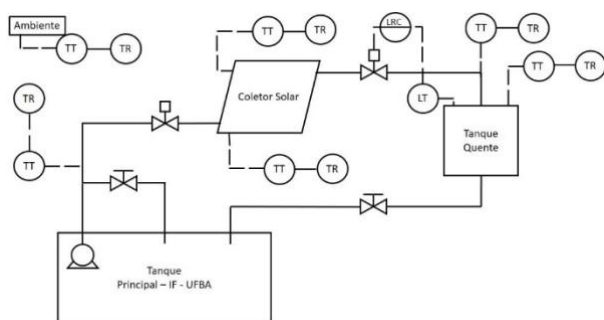 Ambiente
TT
TR
TT
TR
LRC
TT
TR
TT
TR
TR
Coletor Solar
LT
TT
Tanque
Quente
TT
TR
Tanque
Principal – IF - UFBA